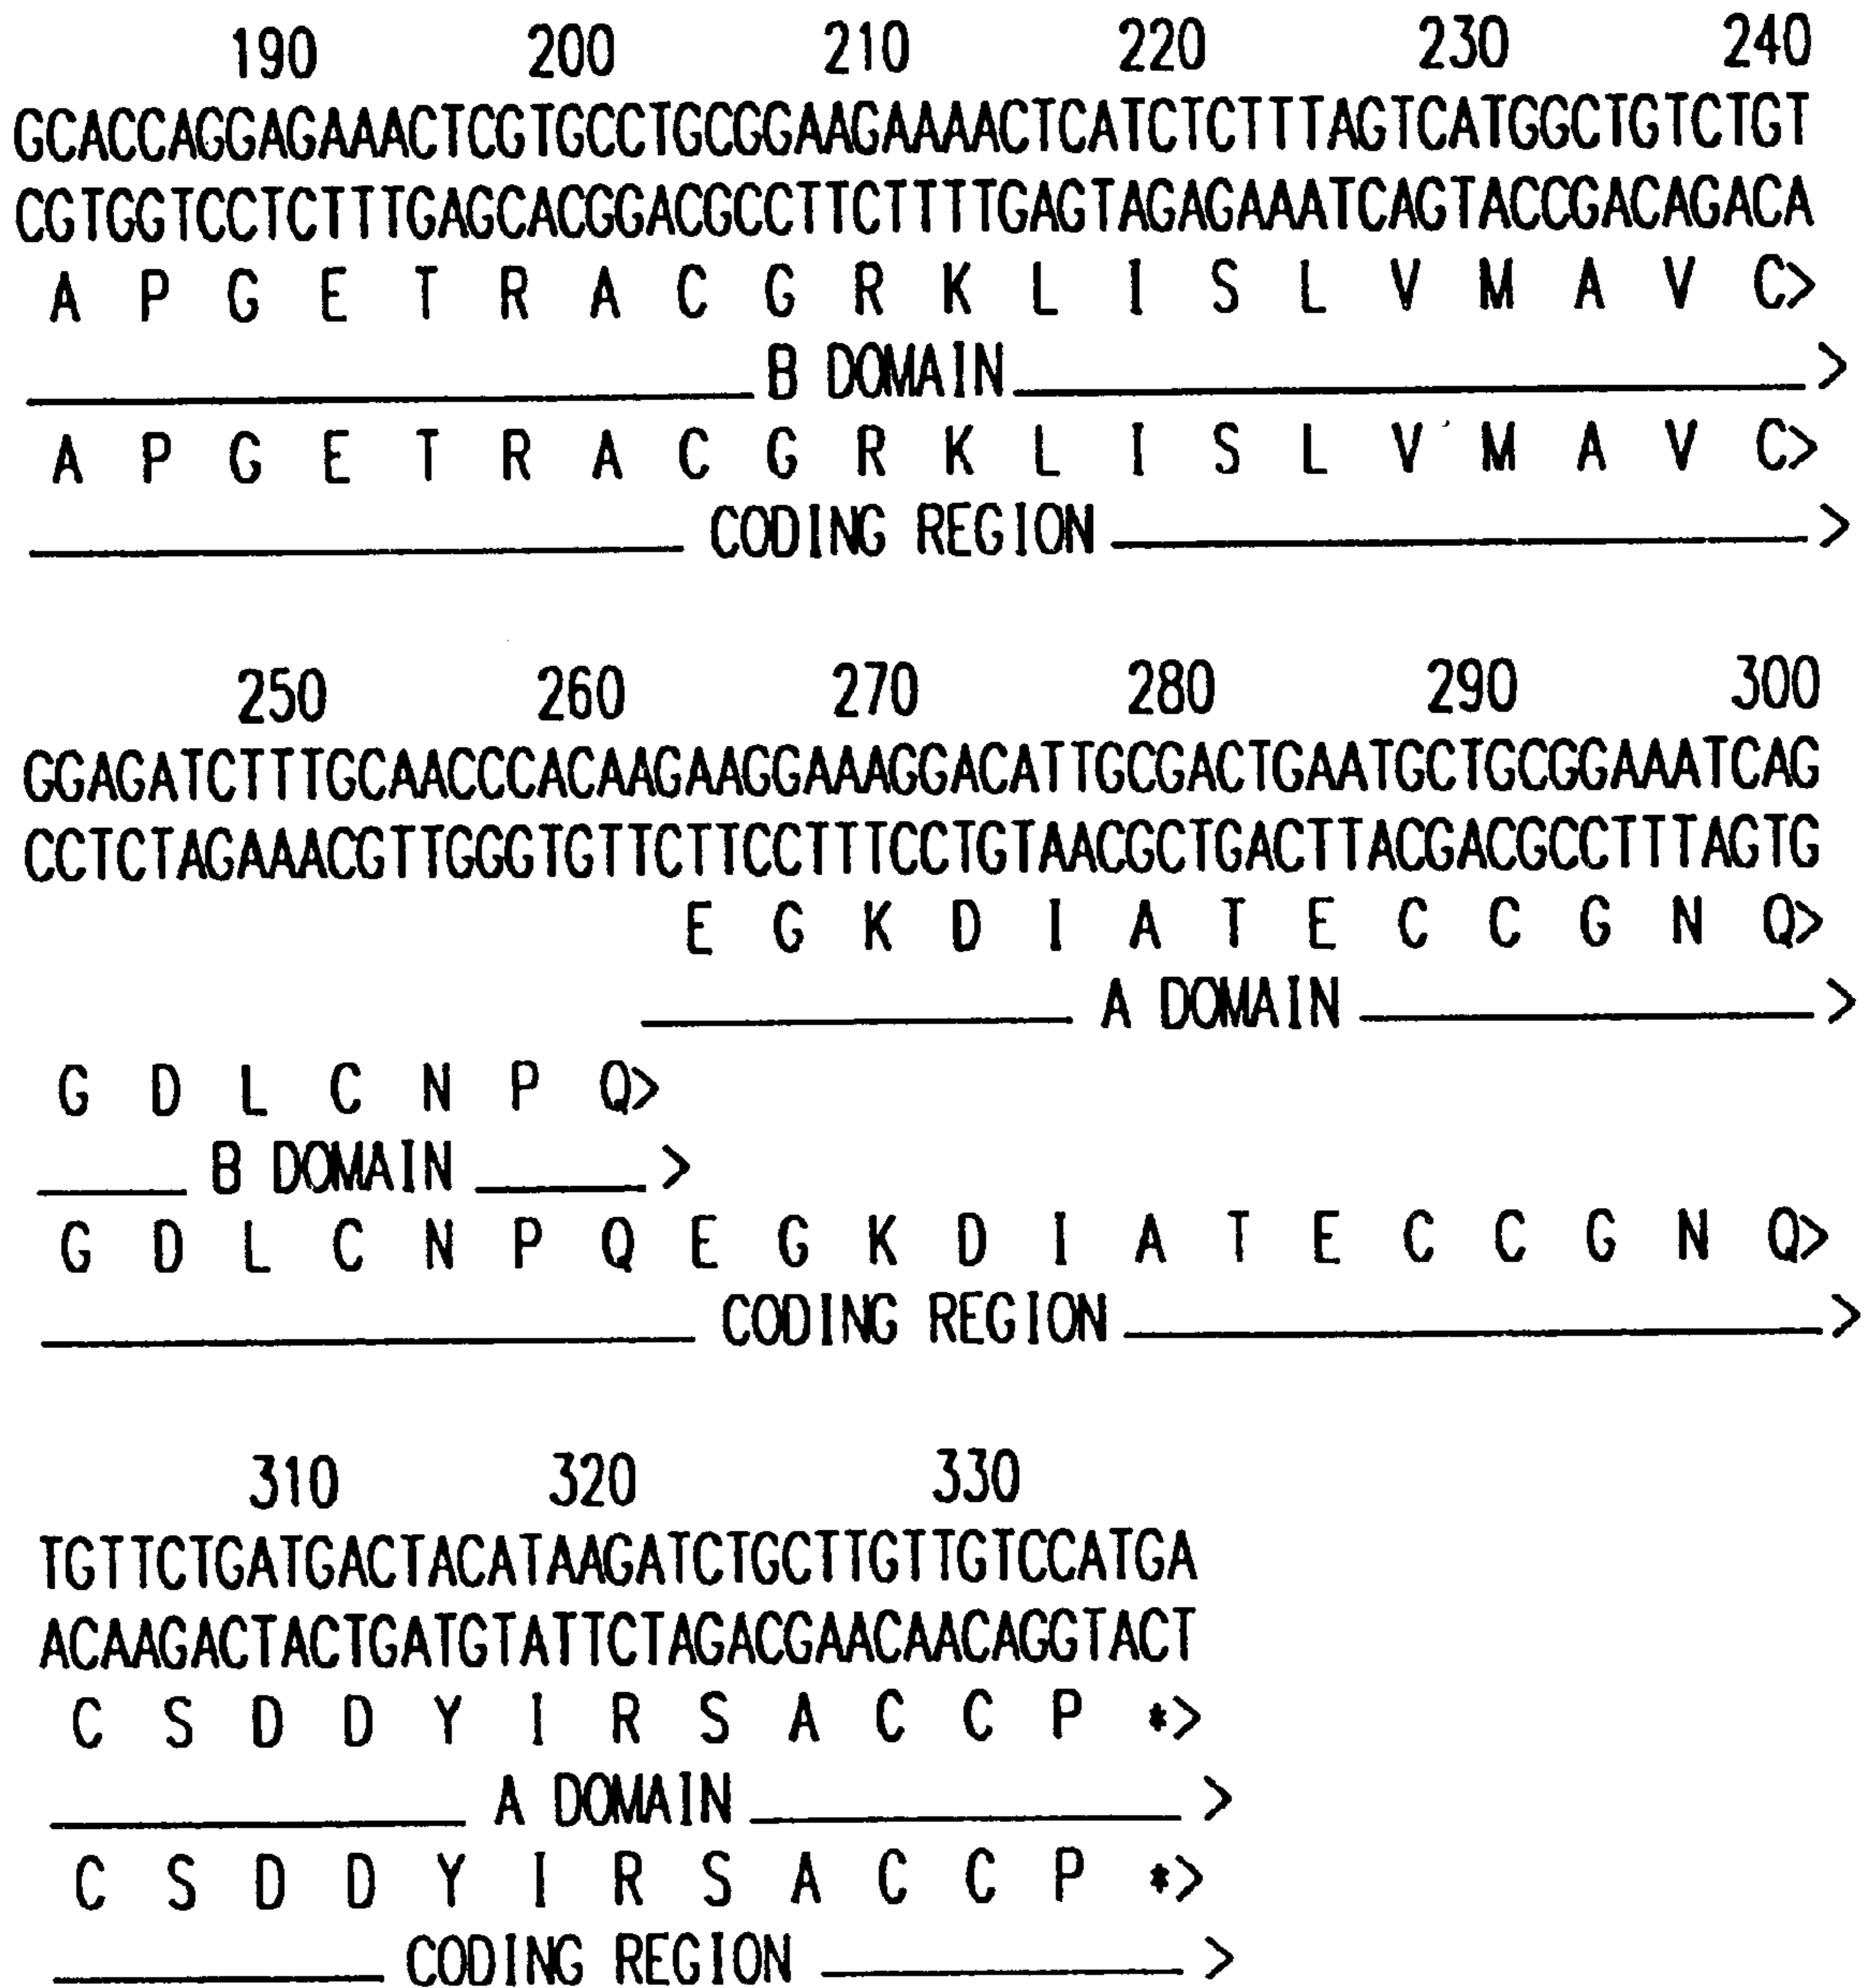 190 200 210 220 230 240
GCACCAGGAGAAACTCGTGCCTGCGGAAGAAAACTCATCTCTTTAGTCATGGCTGTCTGT
CGTGGTCCTCTTTGAGCACGGACGCCTTCTTTTGAGTAGAGAAATCAGTACCGACAGACA
A P G E T R A C G R K L I S L V M A V C>
B DOMAIN >
A P G E T R A C G R K L I S L V M A V C>
CODING REGION >
250 260 270 280 290 300
GGAGATCTTTGCAACCCACAAGAAGGAAAGGACATTGCGACTGAATGCTGCGGAAATCAG
CCTCTAGAAACGTTGGGTGTTCTTCCTTTCCTGTAACGCTGACTTACGACGCCTTTAGTG
E G K D I A T E C C G N Q>
A DOMAIN >
G D L C N P Q>
B DOMAIN >
G D L C N P Q E G K D I A T E C C G N Q>
CODING REGION >
310 320 330
TGTTCTGATGACTACATAAGATCTGCTTGTTGTCCATGA
ACAAGACTACTGATGTATTCTAGACGAACAACAGGTACT
C S D D Y I R S A C C P *>
A DOMAIN >
C S D D Y I R S A C C P *>
CODING REGION >